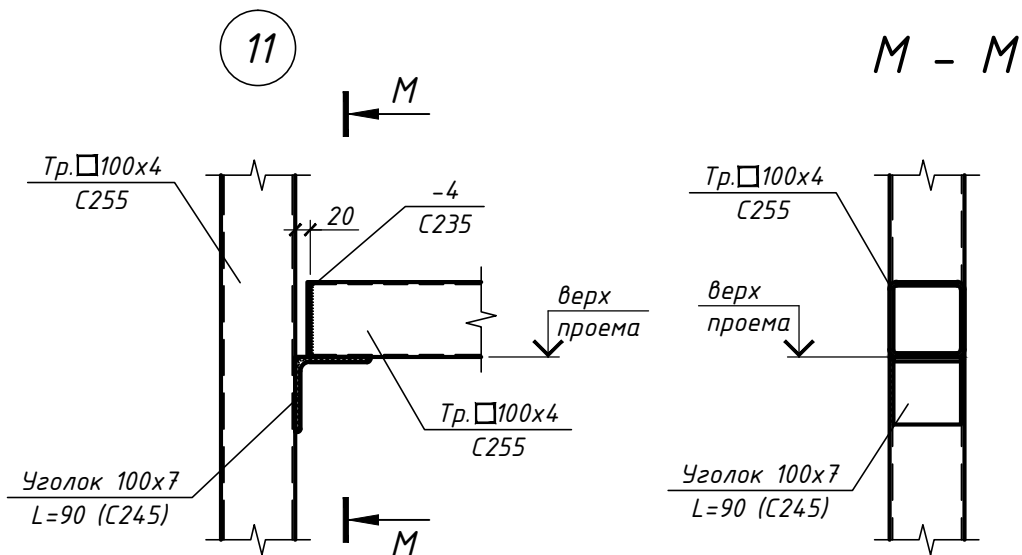 11
M
M - M
Тр.□100х4
С255
20
-4
С235
верх
проема
Тр.□100х4
С255
Уголок 100х7
L=90 (С245)
M
Тр.□100х4
С255
верх
проема
Уголок 100х7
L=90 (С245)